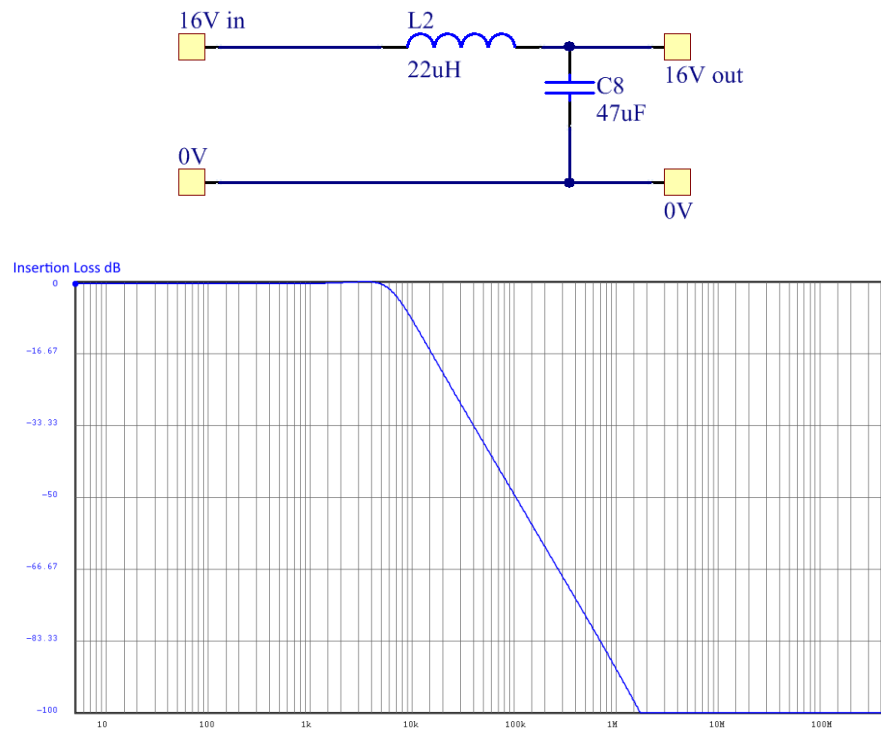 16V in
L2
22uH
16V out
C8
47uF
0V
0V
Insertion Loss dB
0
-16.67
-33.33
-50
-66.67
-83.33
-100
10 100 1k 10k 100k 1M 10M 100M